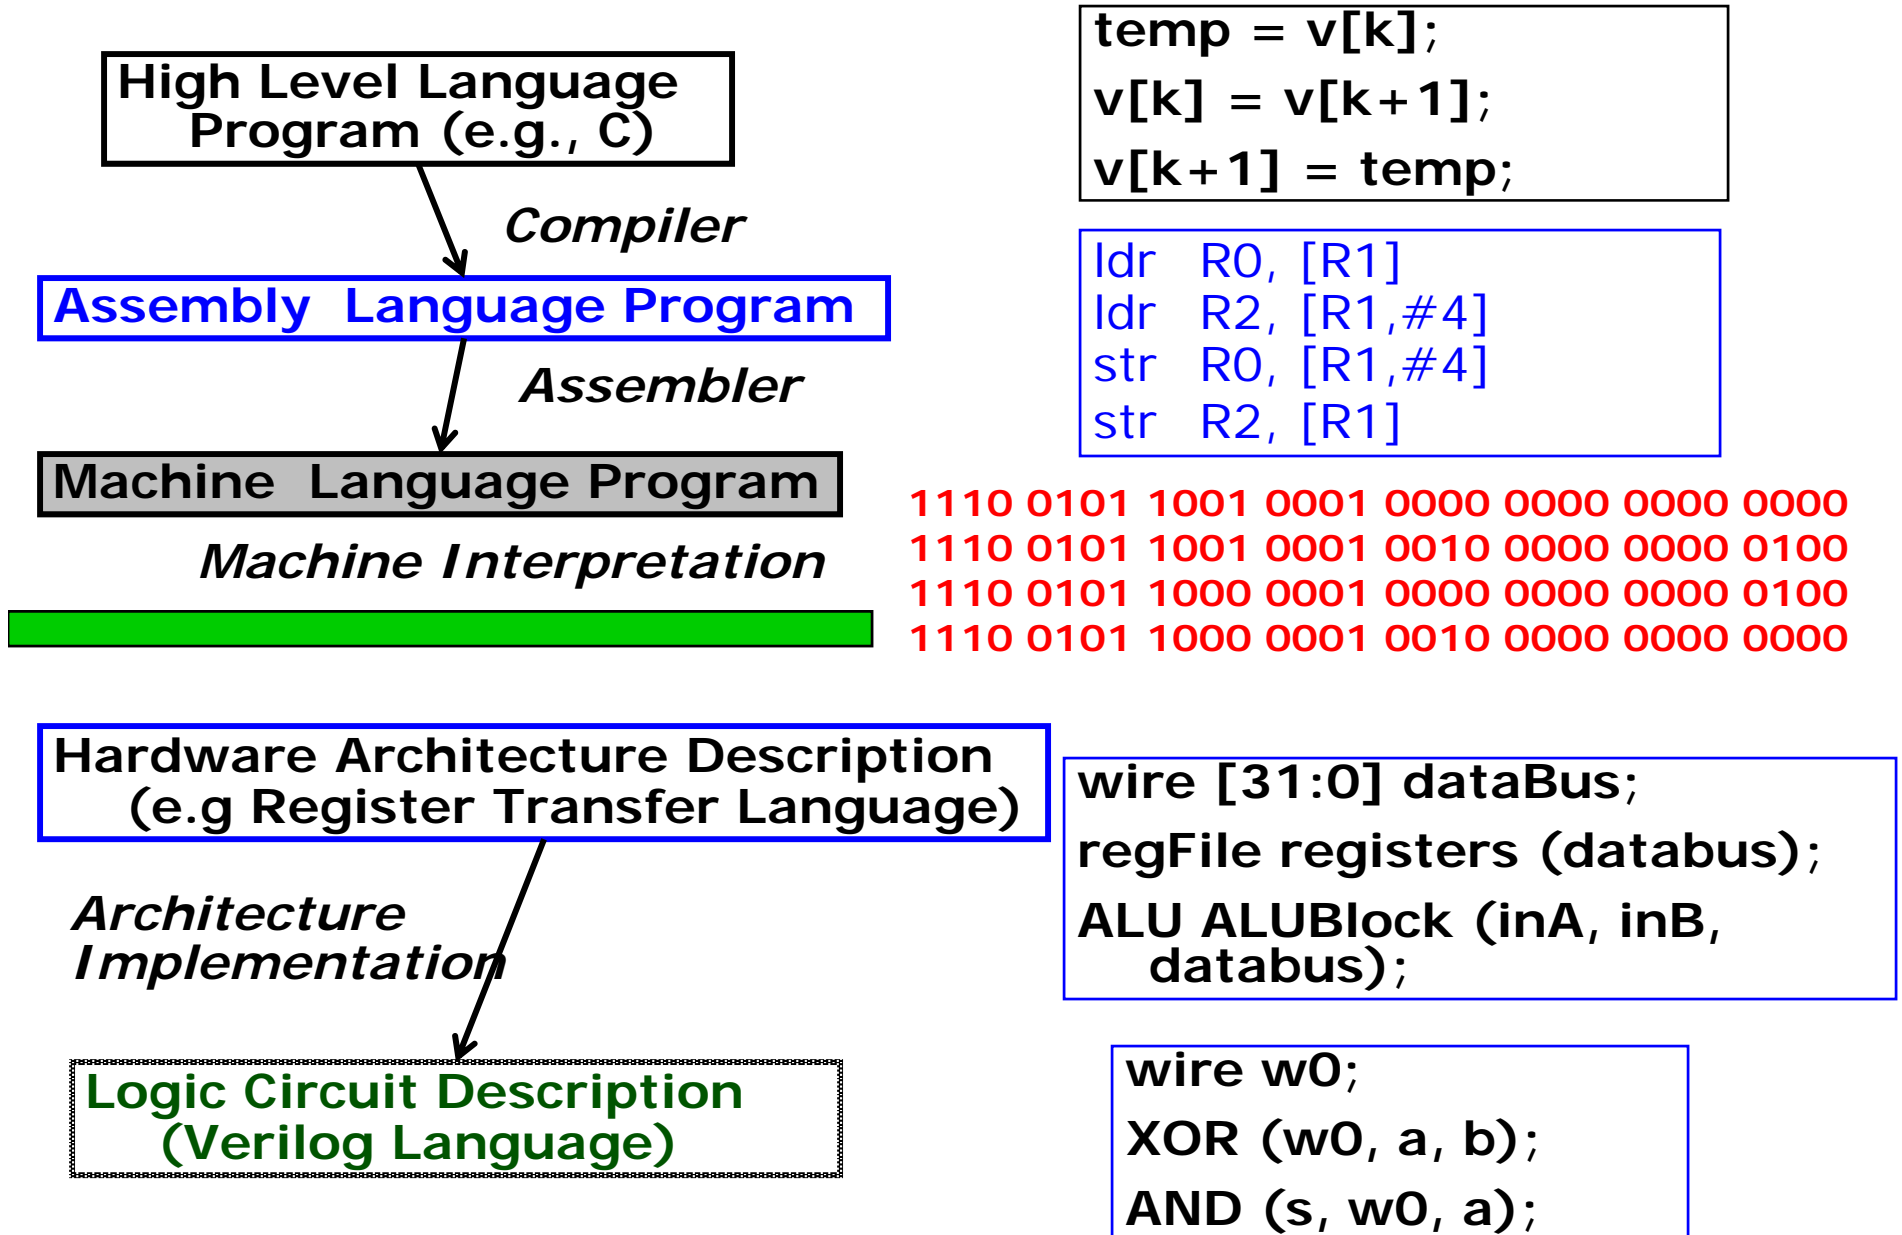 High Level Language
Program (e.g., C)
Compiler
Assembly Language Program
Assembler
Machine Language Program
Machine Interpretation
Hardware Architecture Description
(e.g Register Transfer Language)
Architecture
Implementation
Logic Circuit Description
(Verilog Language)
temp = v[k];
v[k] = v[k+1];
v[k+1] = temp;
ldr R0, [R1]
ldr R2, [R1,#4]
str R0, [R1,#4]
str R2, [R1]
1110 0101 1001 0001 0000 0000 0000 0000
1110 0101 1001 0001 0010 0000 0000 0100
1110 0101 1000 0001 0000 0000 0000 0100
1110 0101 1000 0001 0010 0000 0000 0000
wire [31:0] dataBus;
regFile registers (databus);
ALU ALUBlock (inA, inB,
databus);
wire w0;
XOR (w0, a, b);
AND (s, w0, a);